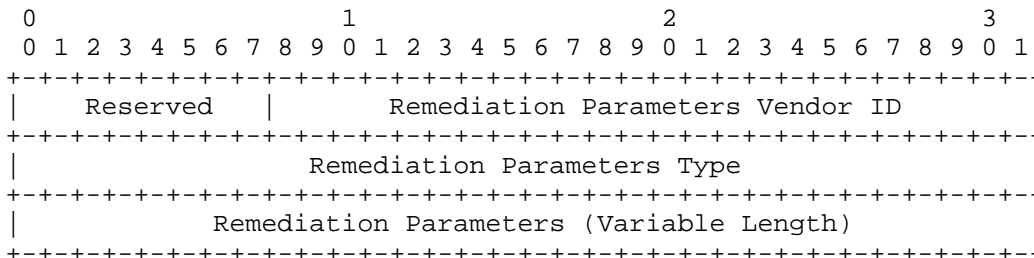 0                   1                   2                   3
 0 1 2 3 4 5 6 7 8 9 0 1 2 3 4 5 6 7 8 9 0 1 2 3 4 5 6 7 8 9 0 1
+-+-+-+-+-+-+-+-+-+-+-+-+-+-+-+-+-+-+-+-+-+-+-+-+-+-+-+-+-+-+-+-
|    Reserved   |       Remediation Parameters Vendor ID
+-+-+-+-+-+-+-+-+-+-+-+-+-+-+-+-+-+-+-+-+-+-+-+-+-+-+-+-+-+-+-+-
|                  Remediation Parameters Type
+-+-+-+-+-+-+-+-+-+-+-+-+-+-+-+-+-+-+-+-+-+-+-+-+-+-+-+-+-+-+-+-
|            Remediation Parameters (Variable Length)
+-+-+-+-+-+-+-+-+-+-+-+-+-+-+-+-+-+-+-+-+-+-+-+-+-+-+-+-+-+-+-+-